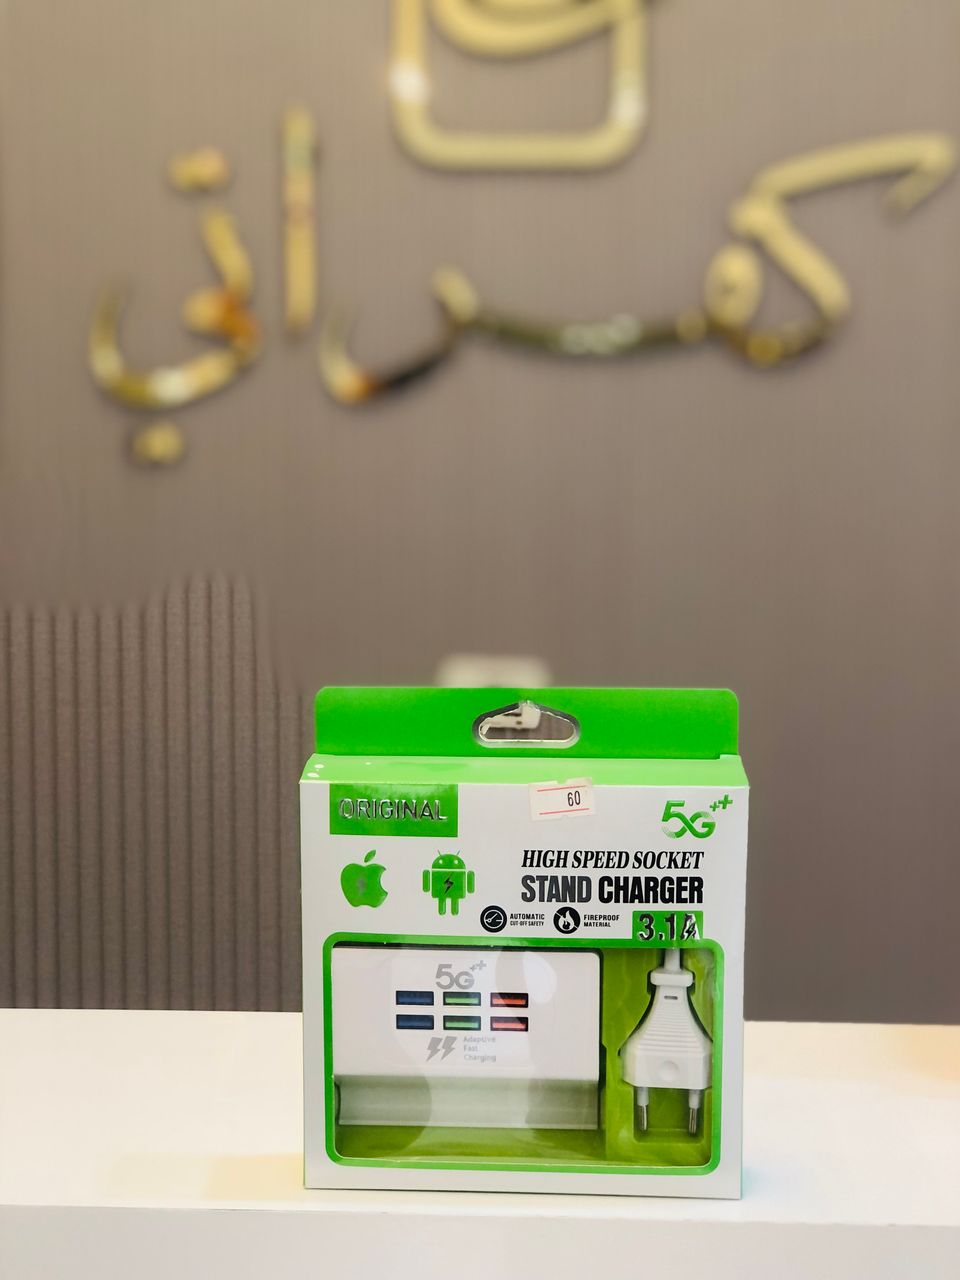 كهراني
ORIGINAL
60
5G++
HIGH SPEED SOCKET
STAND CHARGER
AUTOMATIC
CUT-OFF SAFETY
FIREPROOF
MATERIAL
3.1A
5G++
Adaptive
Fast
Charging